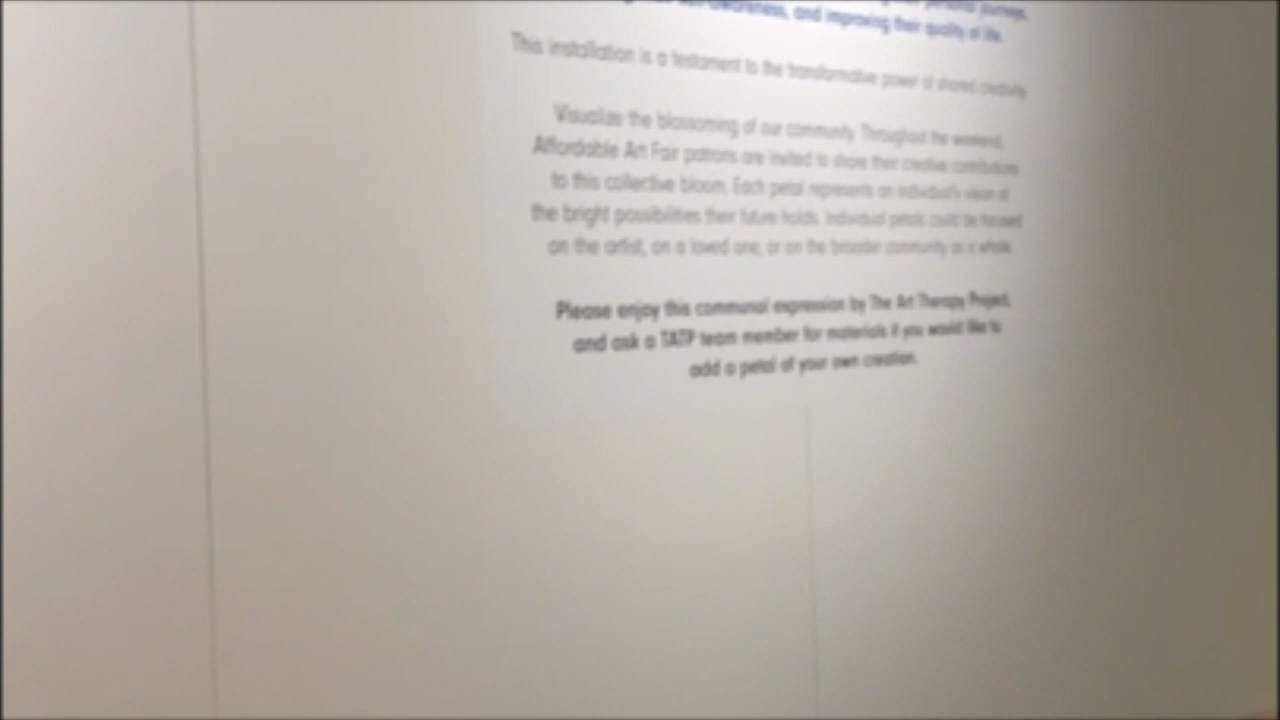 their personal journeys,
self-awareness, and improving their quality of life.
This installation is a testament to the transformative power of shared creativity.
Visualize the blossoming of our community. Throughout the weekend,
Affordable Art Fair patrons are invited to share their creative contributions
to this collective bloom. Each petal represents an individual's vision of
the bright possibilities their future holds. Individual petals could be focused
on the artist, on a loved one, or on the broader community as a whole.
Please enjoy this communal expression by The Art Therapy Project,
and ask a TATP team member for materials if you would like to
add a petal of your own creation.